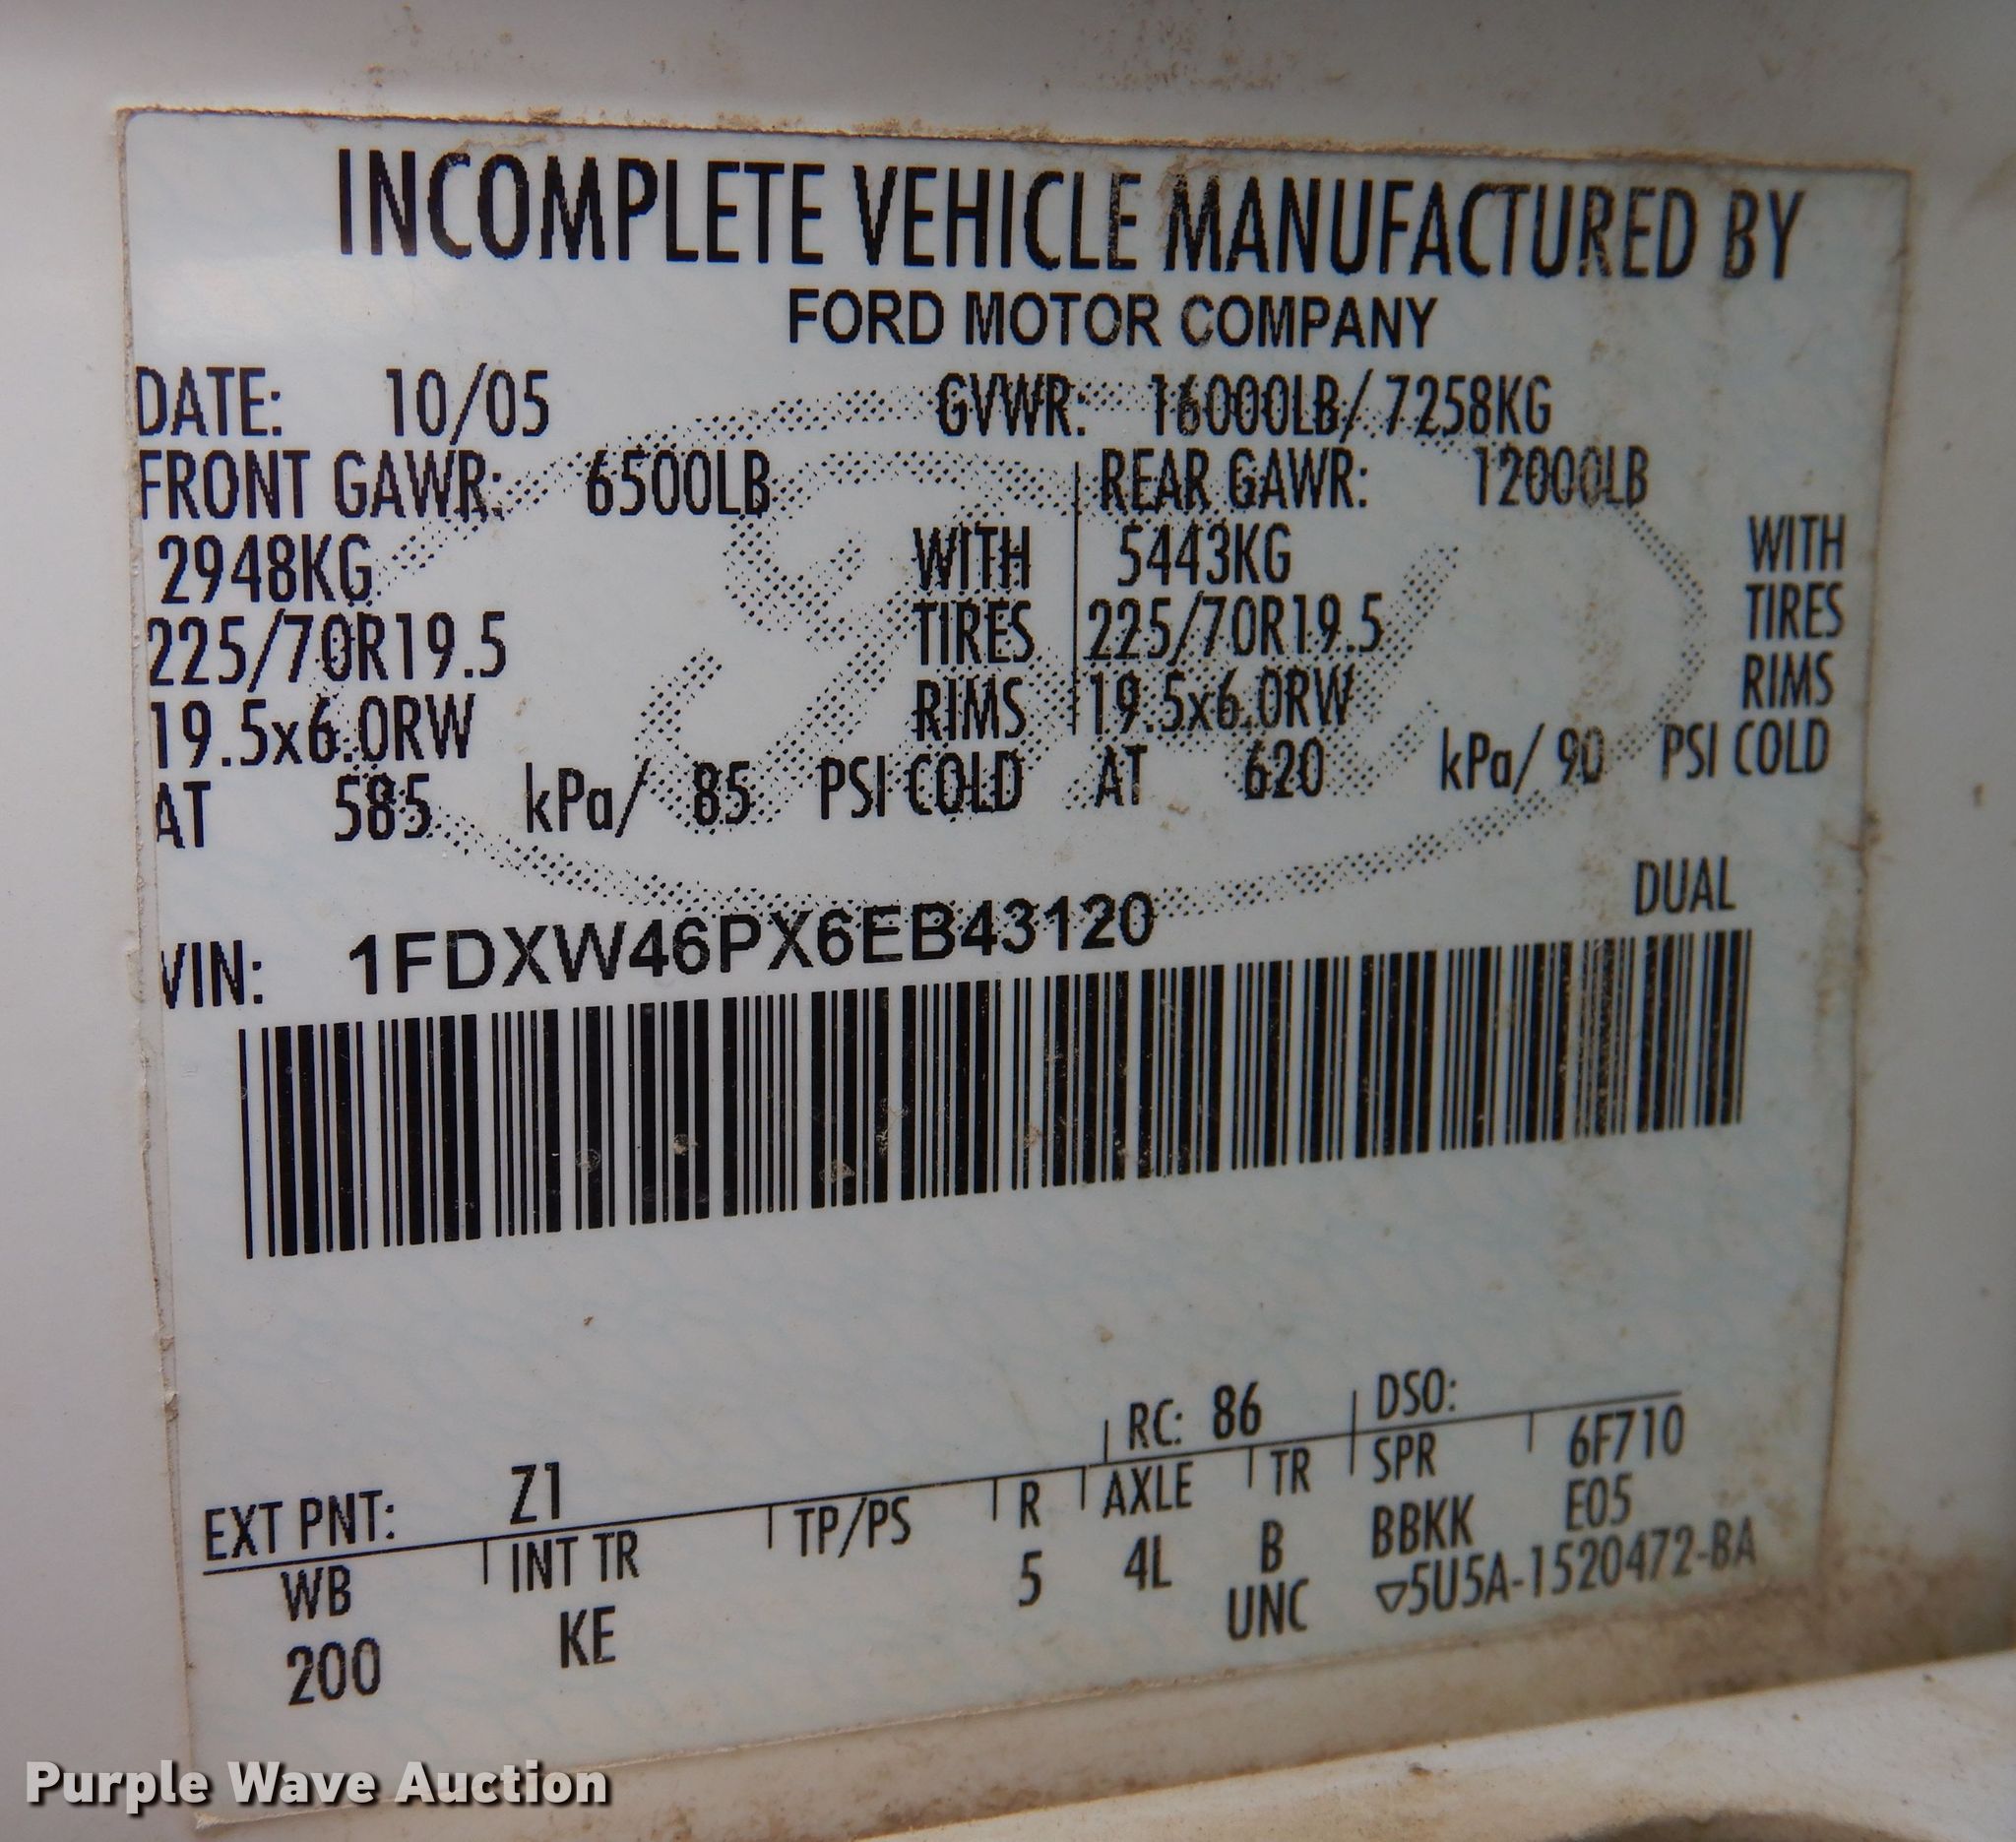 INCOMPLETE VEHICLE MANUFACTURED BY
FORD MOTOR COMPANY
DATE: 10/05 GVWR: 16000LB/ 7258KG
FRONT GAWR: 6500LB REAR GAWR: 12000LB
2948KG WITH 5443KG WITH
225/70R19.5 TIRES 225/70R19.5 TIRES
19.5x6.0RW RIMS 19.5x6.0RW RIMS
AT 585 kPa/ 85 PSI COLD AT 620 kPa/ 90 PSI COLD
DUAL
VIN: 1FDXW46PX6EB43120
RC: 86 DSO:
EXT PNT: Z1
WB INT TR TP/PS R AXLE TR SPR 6F710
200 KE 5 4L B BBKK E05
UNC ▽5U5A-1520472-BA
Purple Wave Auction